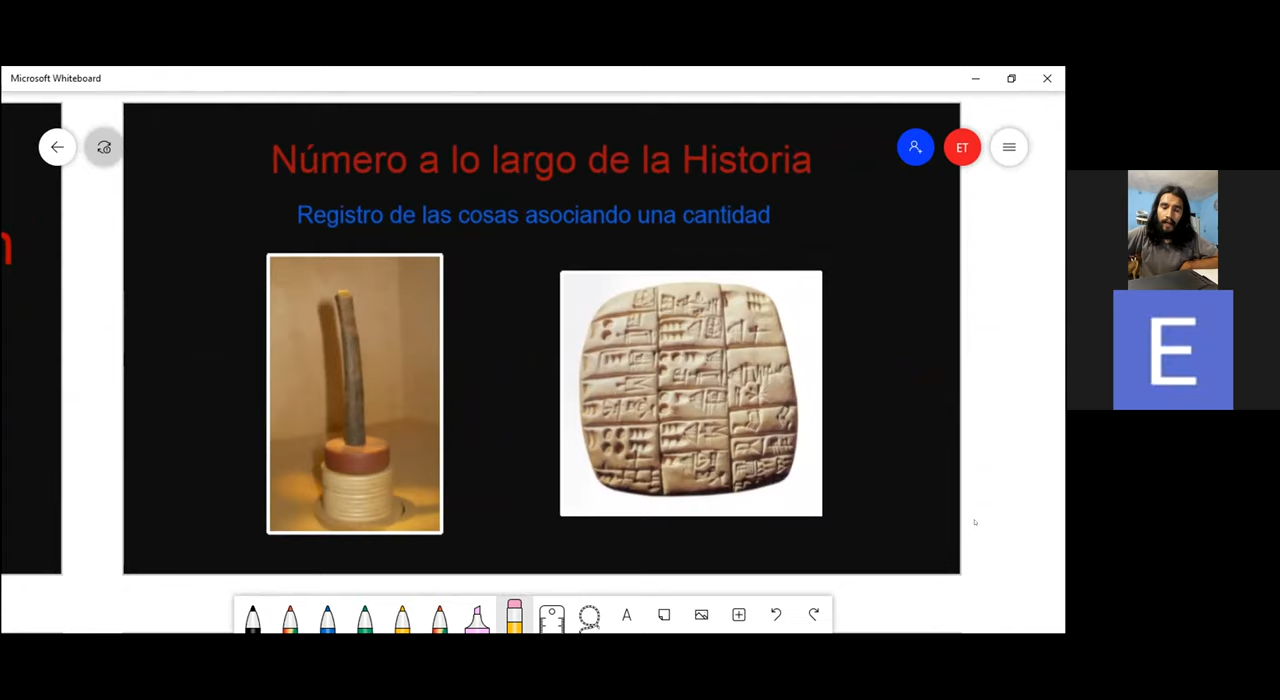 Microsoft Whiteboard
Número a lo largo de la Historia
ET
Registro de las cosas asociando una cantidad
n
E
A